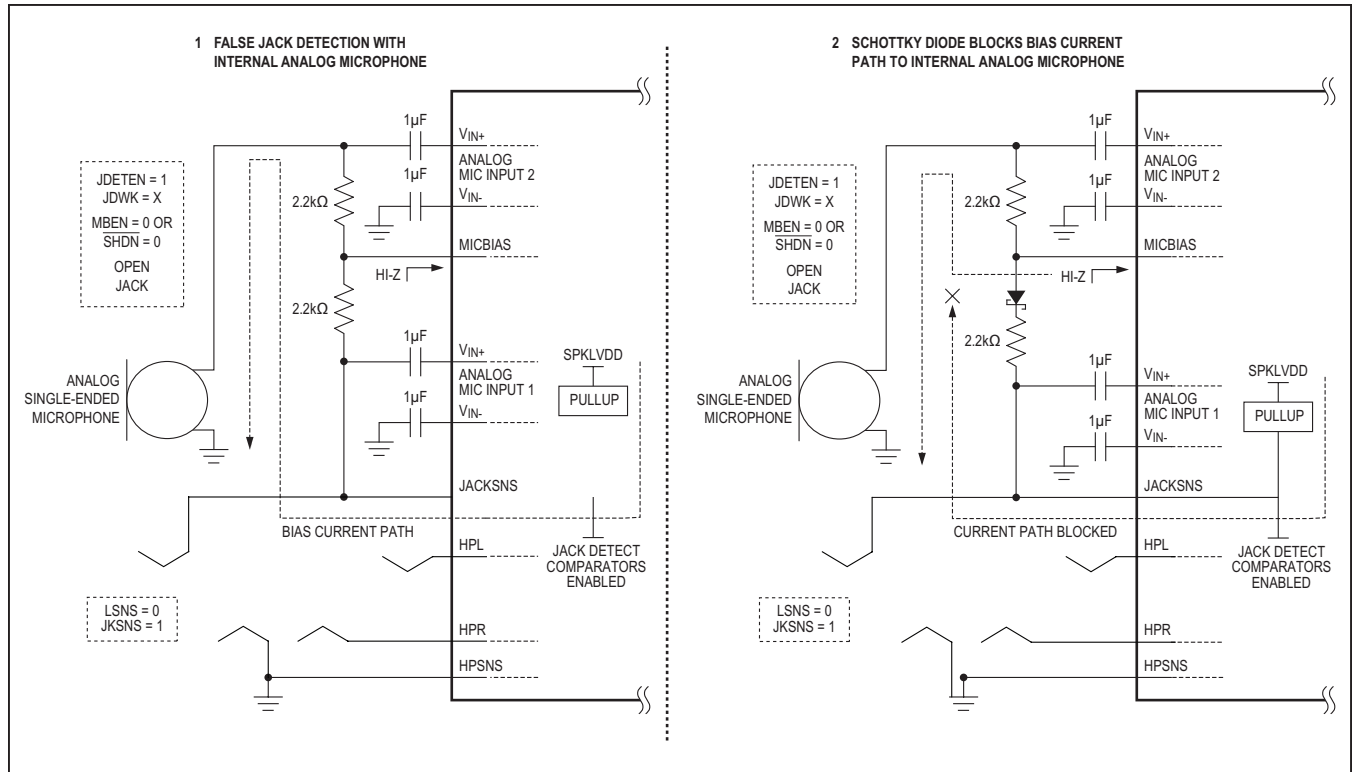 1 FALSE JACK DETECTION WITH
INTERNAL ANALOG MICROPHONE
1µF
VIN+
ANALOG
MIC INPUT 2
1µF
VIN-
JDETEN = 1
JDWK = X
MBEN = 0 OR
S̅H̅D̅N̅ = 0
OPEN
JACK
2.2kΩ
MICBIAS
HI-Z
2.2kΩ
1µF
VIN+
ANALOG
MIC INPUT 1
1µF
VIN-
SPKLVDD
PULLUP
ANALOG
SINGLE-ENDED
MICROPHONE
JACKSNS
BIAS CURRENT PATH
HPL
JACK DETECT
COMPARATORS
ENABLED
LSNS = 0
JKSNS = 1
HPR
HPSNS
2 SCHOTTKY DIODE BLOCKS BIAS CURRENT
PATH TO INTERNAL ANALOG MICROPHONE
1µF
VIN+
ANALOG
MIC INPUT 2
1µF
VIN-
JDETEN = 1
JDWK = X
MBEN = 0 OR
S̅H̅D̅N̅ = 0
OPEN
JACK
2.2kΩ
MICBIAS
HI-Z
2.2kΩ
1µF
VIN+
ANALOG
MIC INPUT 1
1µF
VIN-
SPKLVDD
PULLUP
ANALOG
SINGLE-ENDED
MICROPHONE
JACKSNS
CURRENT PATH BLOCKED
HPL
JACK DETECT
COMPARATORS
ENABLED
LSNS = 0
JKSNS = 1
HPR
HPSNS